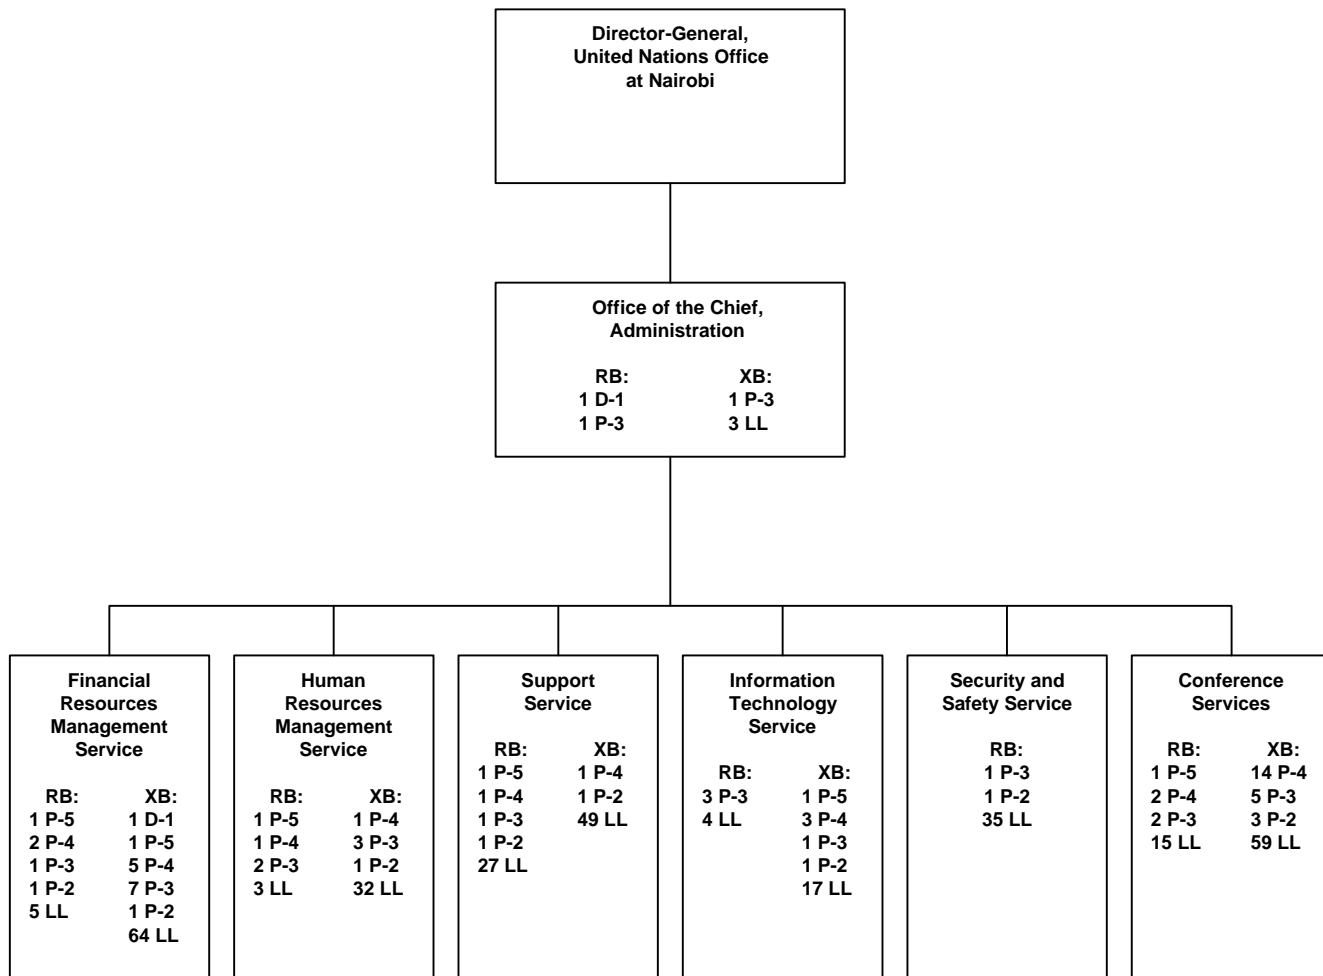 Director-General,
United Nations Office
at Nairobi
Office of the Chief,
Administration
RB: XB:
1 D-1 1 P-3
1 P-3 3 LL
Financial
Resources
Management
Service
RB: XB:
1 P-5 1 D-1
2 P-4 1 P-5
1 P-3 5 P-4
1 P-2 7 P-3
5 LL 1 P-2
64 LL
Human
Resources
Management
Service
RB: XB:
1 P-5 1 P-4
1 P-4 3 P-3
2 P-3 1 P-2
3 LL 32 LL
Support
Service
RB: XB:
1 P-5 1 P-4
1 P-4 1 P-2
1 P-3 49 LL
1 P-2
27 LL
Information
Technology
Service
RB: XB:
3 P-3 1 P-5
4 LL 3 P-4
1 P-3
1 P-2
17 LL
Security and
Safety Service
RB:
1 P-3
1 P-2
35 LL
Conference
Services
RB: XB:
1 P-5 14 P-4
2 P-4 5 P-3
2 P-3 3 P-2
15 LL 59 LL